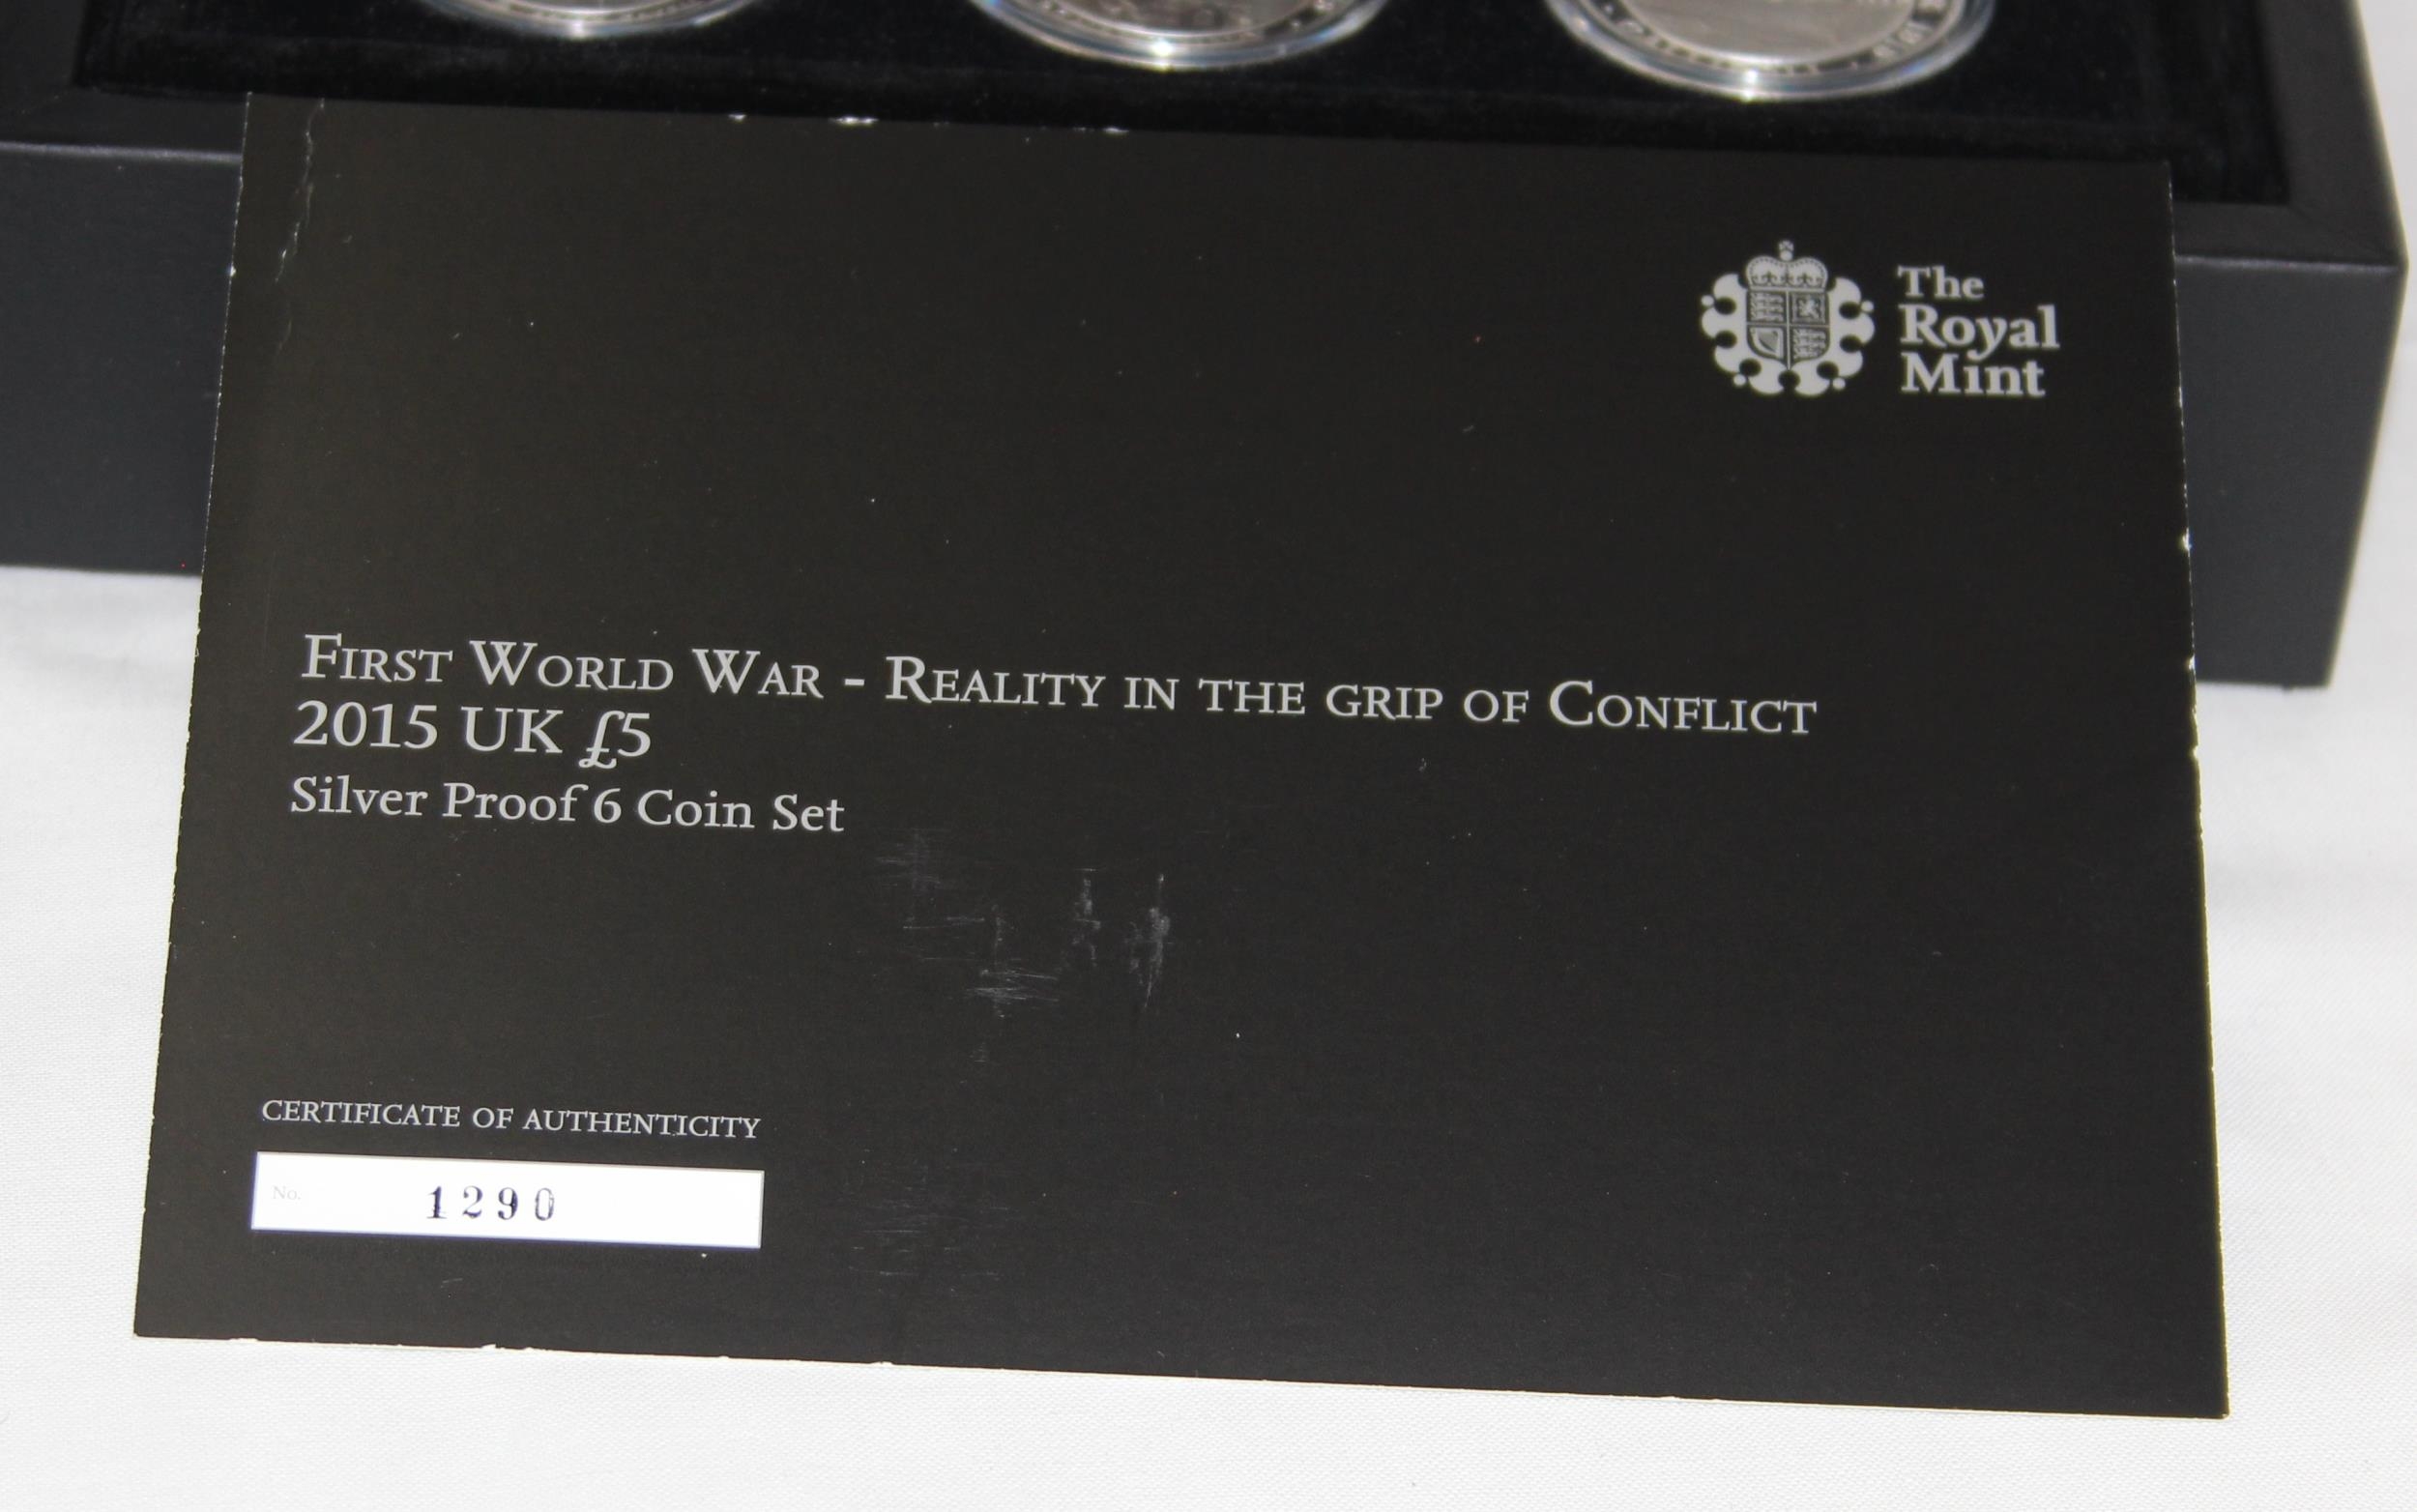 The
Royal
Mint
First World War - Reality in the grip of Conflict
2015 UK £5
Silver Proof 6 Coin Set
CERTIFICATE OF AUTHENTICITY
No. 1290